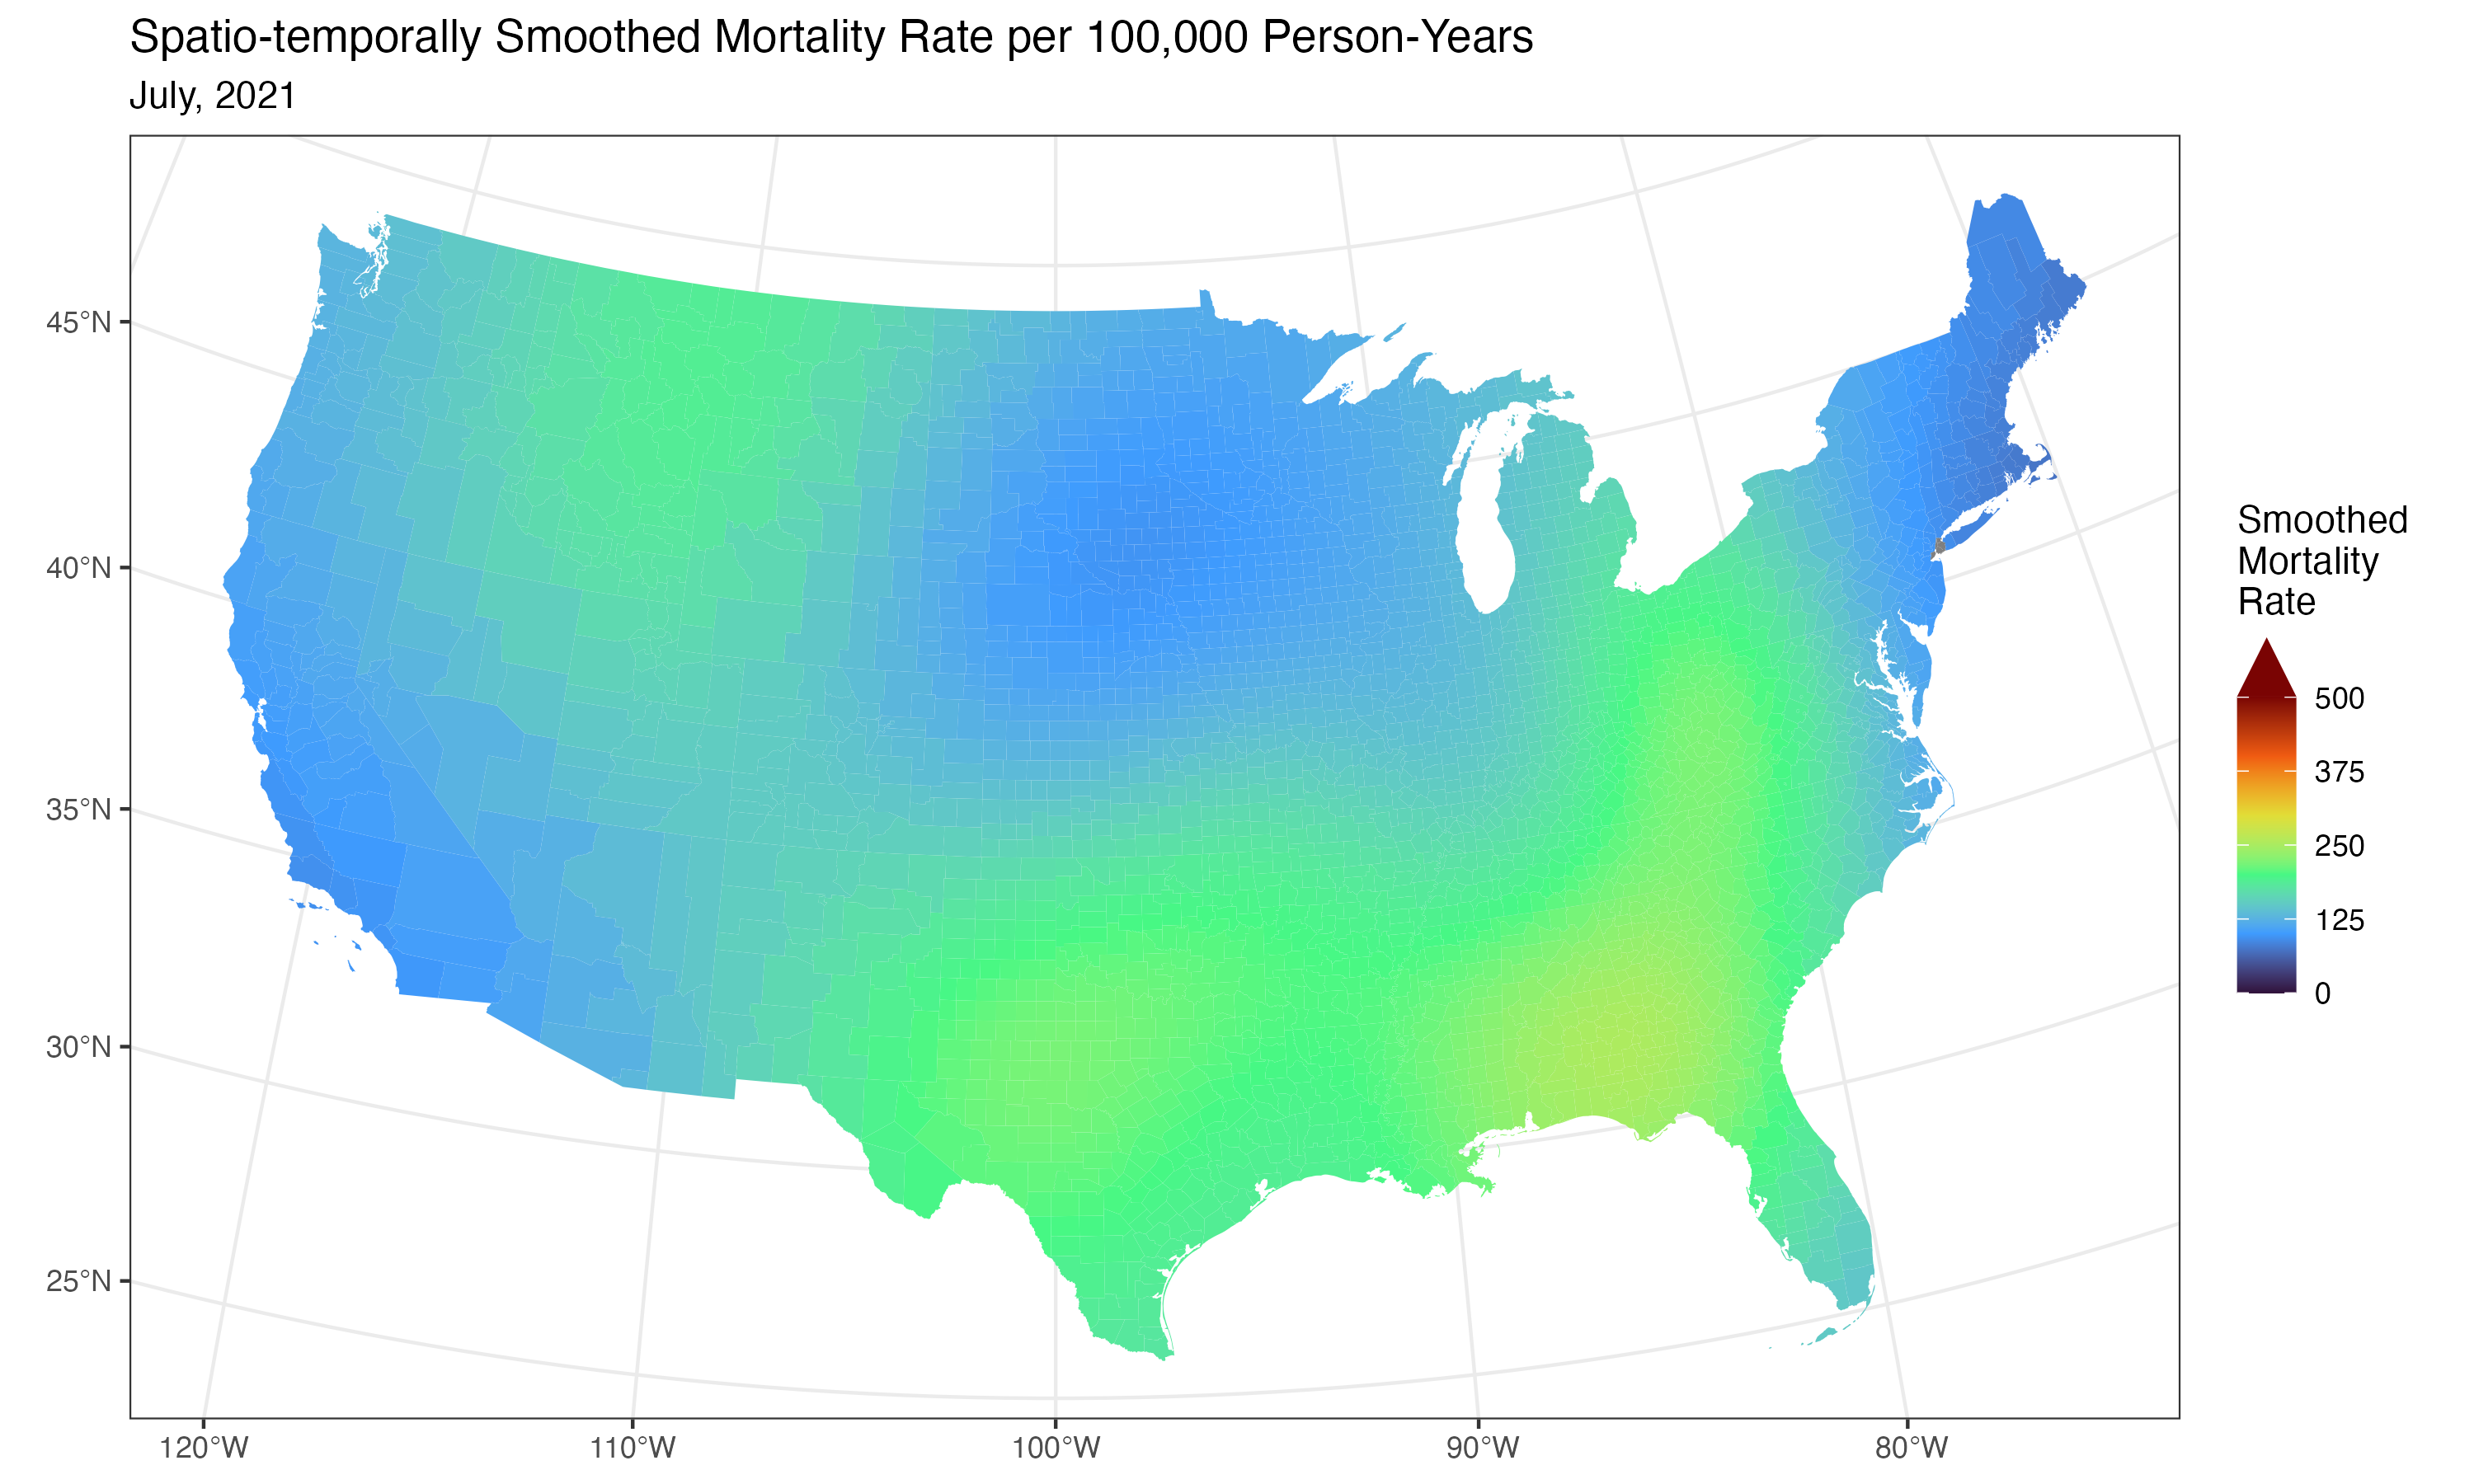 Spatio-temporally Smoothed Mortality Rate per 100,000 Person-Years
July, 2021
45°N
40°N
35°N
30°N
25°N
120°W
110°W
100°W
90°W
80°W
Smoothed
Mortality
Rate
500
375
250
125
0